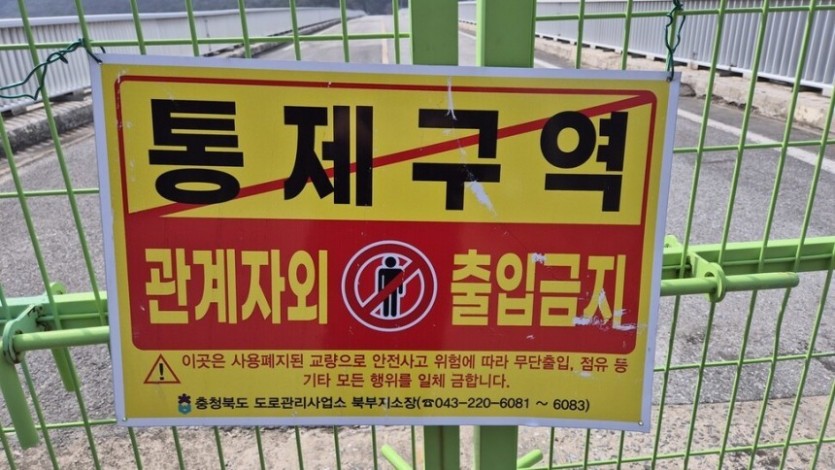 통제구역
관계자외 출입금지
이곳은 사용폐지된 교량으로 안전사고 위험에 따라 무단출입, 점유 등
기타 모든 행위를 일체 금합니다.
충청북도 도로관리사업소 북부지소장(☎043-220-6081 ~ 6083)